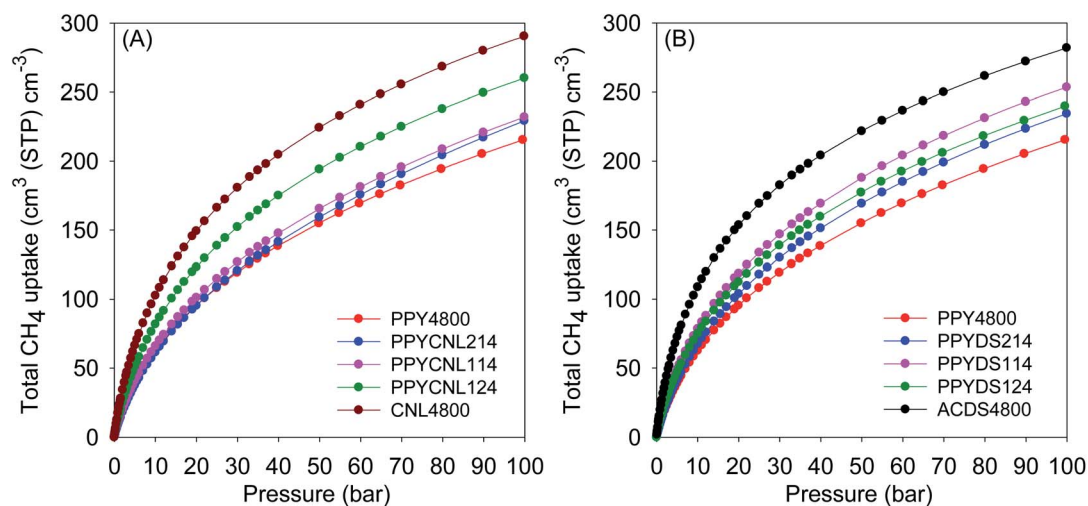 (A)
Total CH4 uptake (cm3 (STP) cm-3)
300
250
200
150
100
50
0
PPY4800
PPYCNL214
PPYCNL114
PPYCNL124
CNL4800
0 10 20 30 40 50 60 70 80 90 100
Pressure (bar)
(B)
Total CH4 uptake (cm3 (STP) cm-3)
300
250
200
150
100
50
0
PPY4800
PPYDS214
PPYDS114
PPYDS124
ACDS4800
0 10 20 30 40 50 60 70 80 90 100
Pressure (bar)